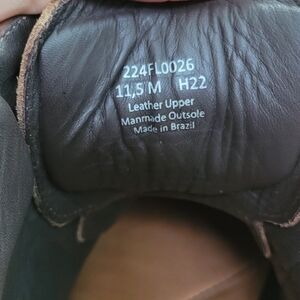 224FL0026
11,5 M H22
Leather Upper
Manmade Outsole
Made in Brazil